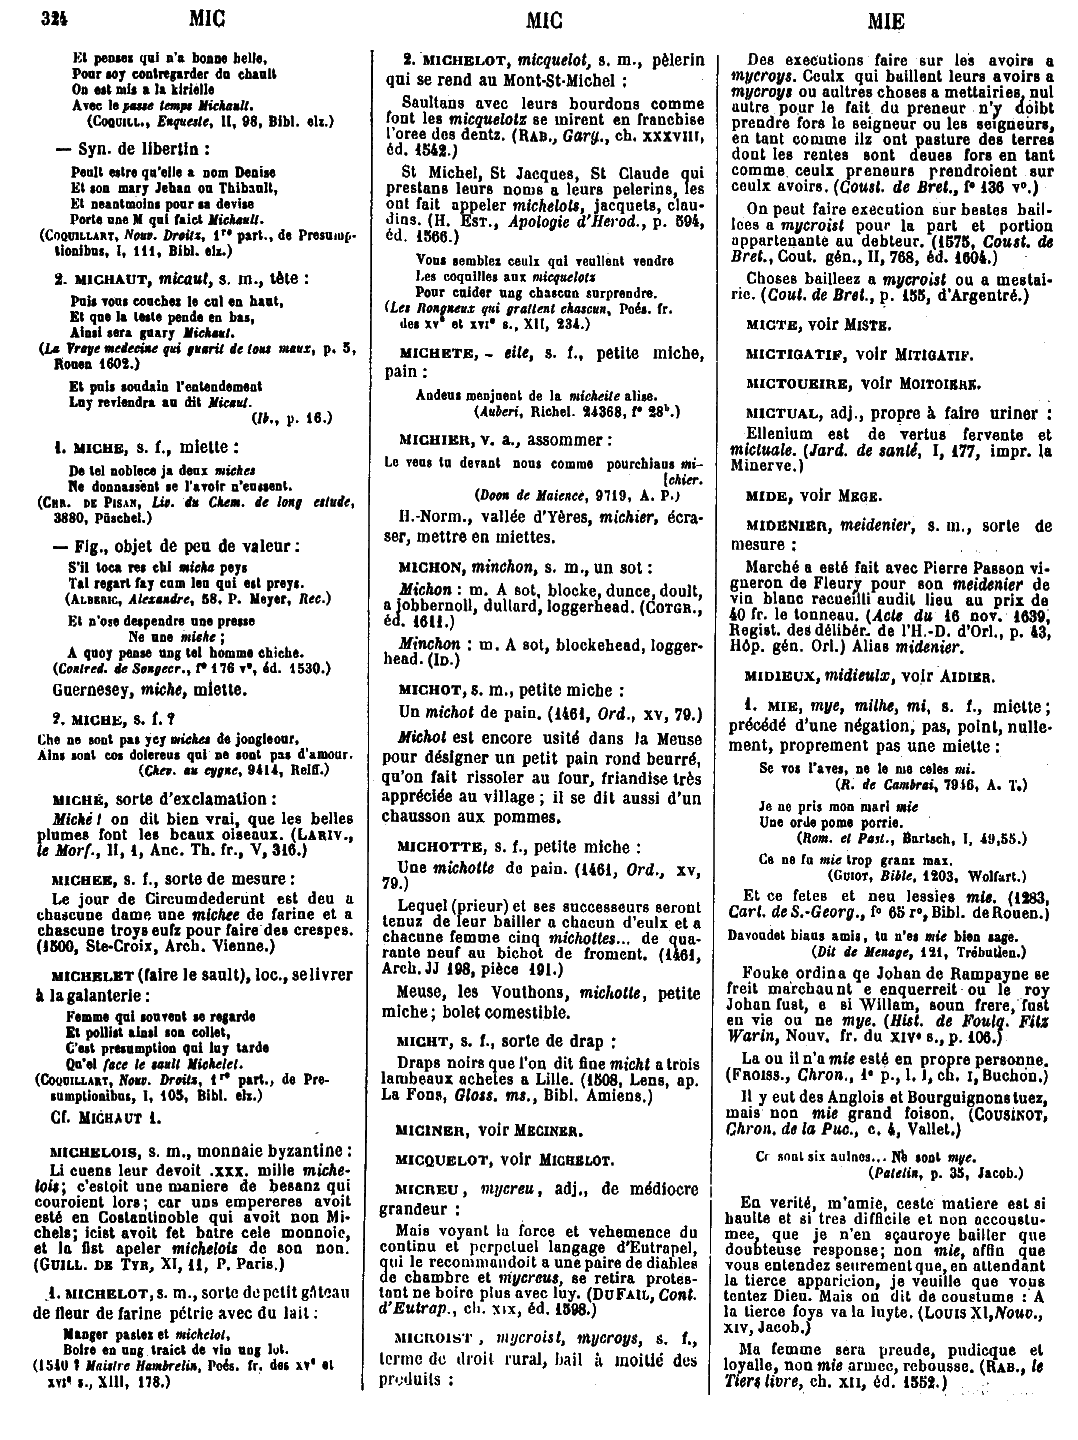 324 MIC MIC MIE
Et penses qui n'a bonne belle,
Pour soy contregarder du chault
On est mis a la kirielle
Avec le passe temps Michault.
(COQUILL., Enqueste, II, 98, Bibl. elz.)
— Syn. de libertin :
Peult estre qu'elle a nom Denise
Et son mary Jehan ou Thibault,
Et neantmoins pour sa devise
Porte une M qui faict Michault.
(COQUILLART, Nouv. Droitz, 1re part., de Presump-
tionibus, I, 111, Bibl. elz.)
2. MICHAUT, micaut, s. m., tête :
Puis vous couchez le cul en haut,
Et que la teste pende en bas,
Ainsi sera guary Michaut.
(La Vraye medecine qui guarit de tous maux, p. 5,
Rouen 1602.)
Et puis soudain l'entendement
Luy reviendra au dit Micaut.
(Ib., p. 16.)
1. MICHE, s. f., miette :
De tel noblece ja deux miches
Ne donnassent se l'avoir n'eussent.
(CHR. DE PISAN, Liv. du Chem. de long estude,
3880, Püschel.)
— Fig., objet de peu de valeur :
S'il toca res chi micha peys
Tal regart fay cum leu qui est preys.
(ALBERIC, Alexandre, 58, P. Meyer, Rec.)
Et n'ose despendre une presse
Ne une miche ;
A quoy pense ung tel homme chiche.
(Contred. de Songecr., f° 176 v°, éd. 1530.)
Guernesey, miche, miette.
2. MICHE, s. f. ?
Che ne sont pas ycy miches de jongleour,
Ains sont cos dolereus qui ne sont pas d'amour.
(Chev. au cygne, 9414, Reiff.)
MICHÉ, sorte d'exclamation :
Miché ! on dit bien vrai, que les belles
plumes font les beaux oiseaux. (LARIV.,
le Morf., II, 1, Anc. Th. fr., V, 316.)
MICHEE, s. f., sorte de mesure :
Le jour de Circumdederunt est deu a
chascune dame une michee de farine et a
chascune troys eufz pour faire des crespes.
(1500, Ste-Croix, Arch. Vienne.)
MICHELET (faire le sault), loc., se livrer
à la galanterie :
Femme qui souvent se regarde
Et pollist ainsi son collet,
C'est presumption qui luy tarde
Qu'el face le sault Michelet.
(COQUILLART, Nouv. Droitz, 1re part., de Pre-
sumptionibus, I, 105, Bibl. elz.)
Cf. MICHAUT 1.
MICHELOIS, s. m., monnaie byzantine :
Li cuens leur devoit .xxx. mille miche-
lois ; c'estoit une maniere de besanz qui
couroient lors ; car uns empereres avoit
esté en Costantinoble qui avoit non Mi-
chels ; icist avoit fet batre cele monnoie,
et la fist apeler michelois de son non.
(GUILL. DE TYR, XI, 11, P. Paris.)
1. MICHELOT, s. m., sorte de petit gâteau
de fleur de farine pétrie avec du lait :
Manger pastez et michelot,
Boire en ung traict de vin ung lot.
(1540 ? Maistre Hambrelin, Poés. fr. des xve et
xvie s., XIII, 178.)
2. MICHELOT, micquelot, s. m., pèlerin
qui se rend au Mont-St-Michel :
Saultans avec leurs bourdons comme
font les micquelotz se mirent en franchise
l'oree des dentz. (RAB., Garg., ch. XXXVIII,
éd. 1542.)
St Michel, St Jacques, St Claude qui
prestans leurs noms a leurs pelerins, les
ont fait appeler michelots, jacquets, clau-
dins. (H. EST., Apologie d'Herod., p. 594,
éd. 1566.)
Vous semblez ceulx qui veullent vendre
Les coquilles aux micquelotz
Pour cuider ung chascun surprendre.
(Les Rongneux qui grattent chascun, Poés. fr.
des xve et xvie s., XII, 234.)
MICHETE, - eite, s. f., petite miche,
pain :
Audeus menjuent de la micheite alise.
(Auberi, Richel. 24368, f° 28b.)
MICHIER, v. a., assommer :
Le veus tu devant nous comme pourchiaus mi-
[chier.
(Doon de Maience, 9719, A. P.)
H.-Norm., vallée d'Yères, michier, écra-
ser, mettre en miettes.
MICHON, minchon, s. m., un sot :
Michon : m. A sot, blocke, dunce, doult,
a jobbernoll, dullard, loggerhead. (COTGR.,
éd. 1611.)
Minchon : m. A sot, blockehead, logger-
head. (ID.)
MICHOT, s. m., petite miche :
Un michot de pain. (1461, Ord., XV, 79.)
Michot est encore usité dans la Meuse
pour désigner un petit pain rond beurré,
qu'on fait rissoler au four, friandise très
appréciée au village ; il se dit aussi d'un
chausson aux pommes.
MICHOTTE, s. f., petite miche :
Une michotte de pain. (1461, Ord., XV,
79.)
Lequel (prieur) et ses successeurs seront
tenuz de leur bailler a chacun d'eulx et a
chacune femme cinq michottes... de qua-
rante neuf au bichot de froment. (1461,
Arch. JJ 198, pièce 191.)
Meuse, les Vouthons, michotte, petite
miche ; bolet comestible.
MICHT, s. f., sorte de drap :
Draps noirs que l'on dit fine micht a trois
lambeaux achetes a Lille. (1508, Lens, ap.
La Fons, Gloss. ms., Bibl. Amiens.)
MICINER, voir MECINER.
MICQUELOT, voir MICHELOT.
MICREU, mycreu, adj., de médiocre
grandeur :
Mais voyant la force et vehemence du
continu et perpetuel langage d'Eutrapel,
qui le recommandoit a une paire de diables
de chambre et mycreus, se retira protes-
tant ne boire plus avec luy. (DU FAIL, Cont.
d'Eutrap., ch. XIX, éd. 1598.)
MICROIST, mycroist, mycroys, s. f.,
terme de droit rural, bail à moitié des
produits :
Des executions faire sur les avoirs a
mycroys. Ceulx qui baillent leurs avoirs a
mycroys ou aultres choses a mettairies, nul
autre pour le fait du preneur n'y doibt
prendre fors le seigneur ou les seigneurs,
en tant comme ilz ont pasture des terres
dont les rentes sont deues fors en tant
comme ceulx preneurs prendroient sur
ceulx avoirs. (Coust. de Bret., f° 136 v°.)
On peut faire execution sur bestes bail-
lees a mycroist pour la part et portion
appartenante au debteur. (1575, Coust. de
Bret., Cout. gén., II, 768, éd. 1604.)
Choses bailleez a mycroist ou a mestai-
rie. (Cout. de Bret., p. 155, d'Argentré.)
MICTE, voir MISTE.
MICTIGATIF, voir MITIGATIF.
MICTOUEIRE, voir MOITOIERE.
MICTUAL, adj., propre à faire uriner :
Ellenium est de vertus fervente et
mictuale. (Jard. de santé, I, 177, impr. la
Minerve.)
MIDE, voir MEGE.
MIDENIER, meidenier, s. m., sorte de
mesure :
Marché a esté fait avec Pierre Passon vi-
gneron de Fleury pour son meidenier de
vin blanc recueilli audit lieu au prix de
40 fr. le tonneau. (Acte du 16 nov. 1639,
Regist. des délibér. de l'H.-D. d'Orl., p. 43,
Hôp. gén. Orl.) Alias midenier.
MIDIEUX, midieulx, voir AIDIER.
1. MIE, mye, milhe, mi, s. f., miette ;
précédé d'une négation, pas, point, nulle-
ment, proprement pas une miette :
Se vos l'aves, ne le me celes mi.
(R. de Cambrai, 7946, A. T.)
Je ne pris mon mari mie
Une orde pome porrie.
(Rom. et Past., Bartsch, I, 49,55.)
Ce ne fu mie trop granz max.
(GUIOT, Bible, 1203, Wolfart.)
Et ce fetes et neu lessies mie. (1283,
Cart. de S.-Georg., f° 65 r°, Bibl. de Rouen.)
Davoudet biaus amis, tu n'es mie bien sage.
(Dit de Menage, 121, Trébutien.)
Fouke ordina qe Johan de Rampayne se
freit marchaunt e enquerreit ou le roy
Johan fust, e si Willam, soun frere, fust
en vie ou ne mye. (Hist. de Foulq. Fitz
Warin, Nouv. fr. du XIVe s., p. 106.)
La ou il n'a mie esté en propre personne.
(FROISS., Chron., 1e p., l. I, ch. I, Buchon.)
Il y eut des Anglois et Bourguignons tuez,
mais non mie grand foison. (COUSINOT,
Chron. de la Puc., c. 4, Vallet.)
Ce sont six aulnes... Ne sont mye.
(Patelin, p. 35, Jacob.)
En verité, m'amie, ceste matiere est si
haulte et si tres difficile et non accoustu-
mee, que je n'en sçauroye bailler que
doubteuse response ; non mie, affin que
vous entendez seurement que, en attendant
la tierce apparicion, je veuille que vous
tentez Dieu. Mais on dit de coustume : A
la tierce foys va la luyte. (LOUIS XI, Nouv.,
XIV, Jacob.)
Ma femme sera preude, pudicque et
loyalle, non mie armee, rebousse. (RAB., le
Tiers livre, ch. XII, éd. 1552.)